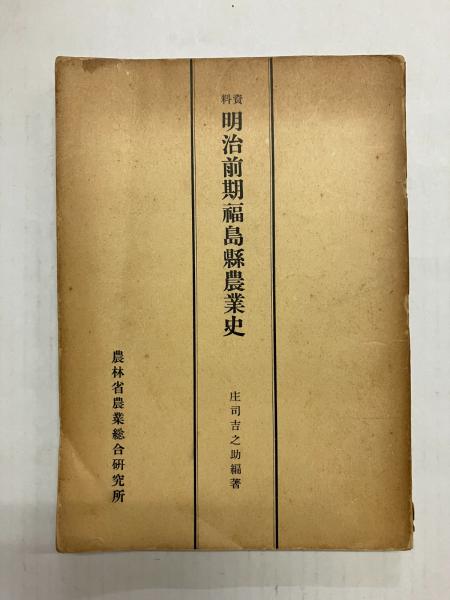 資料
明治前期福島縣農業史
庄司吉之助編著
農林省農業総合研究所